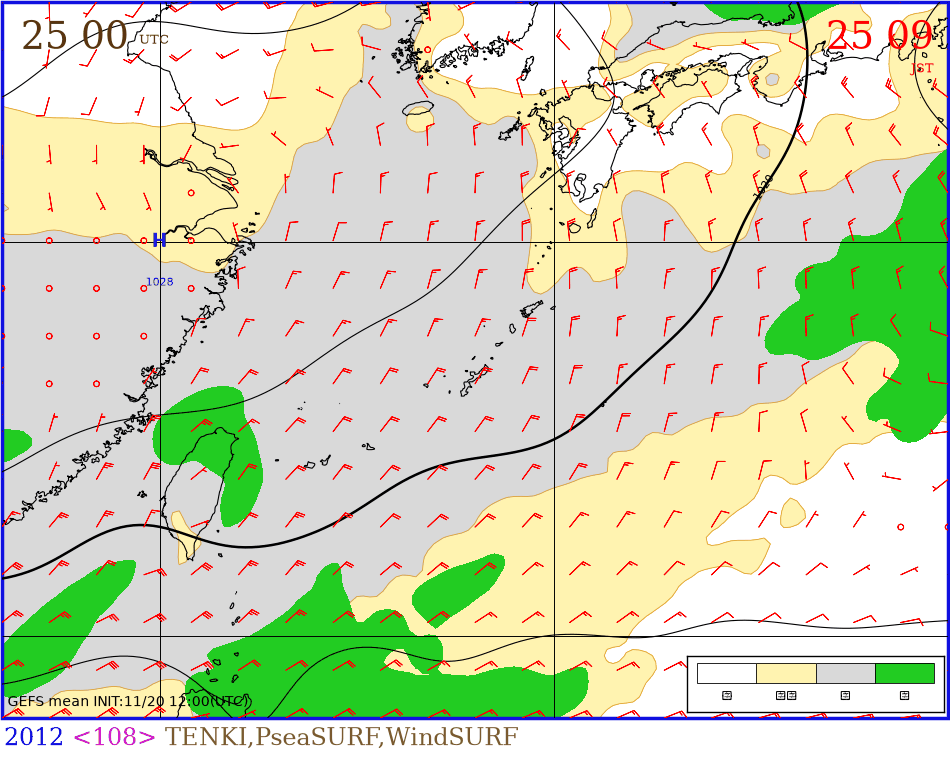 25 00 UTC
25 09
JST
1020
H
1028
GEFS mean INIT:11/20 12:00(UTC)
2012 <108> TENKI,PseaSURF,WindSURF